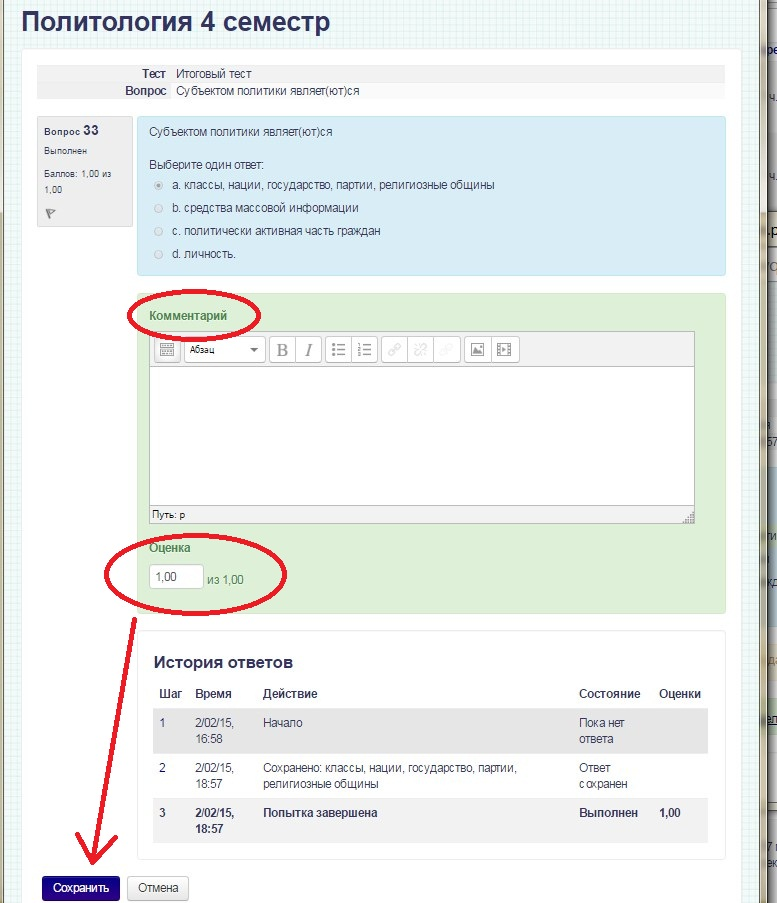 Политология 4 семестр
Тест Итоговый тест
Вопрос Субъектом политики являет(ют)ся
Вопрос 33
Выполнен
Баллов: 1,00 из
1,00
Субъектом политики являет(ют)ся
Выберите один ответ:
a. классы, нации, государство, партии, религиозные общины
b. средства массовой информации
c. политически активная часть граждан
d. личность.
Комментарий
Абзац
B I
Путь: p
Оценка
1,00 из 1,00
История ответов
Шаг Время Действие Состояние Оценки
1 2/02/15, Начало Пока нет
16:58 ответа
2 2/02/15, Сохранено: классы, нации, государство, партии, Ответ
18:57 религиозные общины сохранен
3 2/02/15, Попытка завершена Выполнен 1,00
18:57
Сохранить Отмена